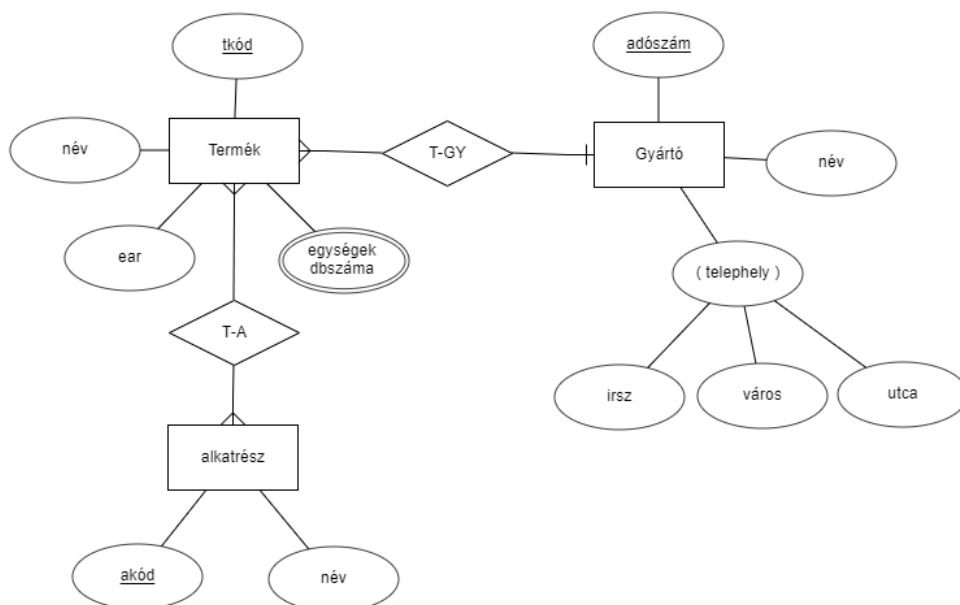 tkód
adószám
név
Termék
T-GY
Gyártó
név
ear
egységek
dbszáma
( telephely )
T-A
irsz
város
utca
alkatrész
akód
név